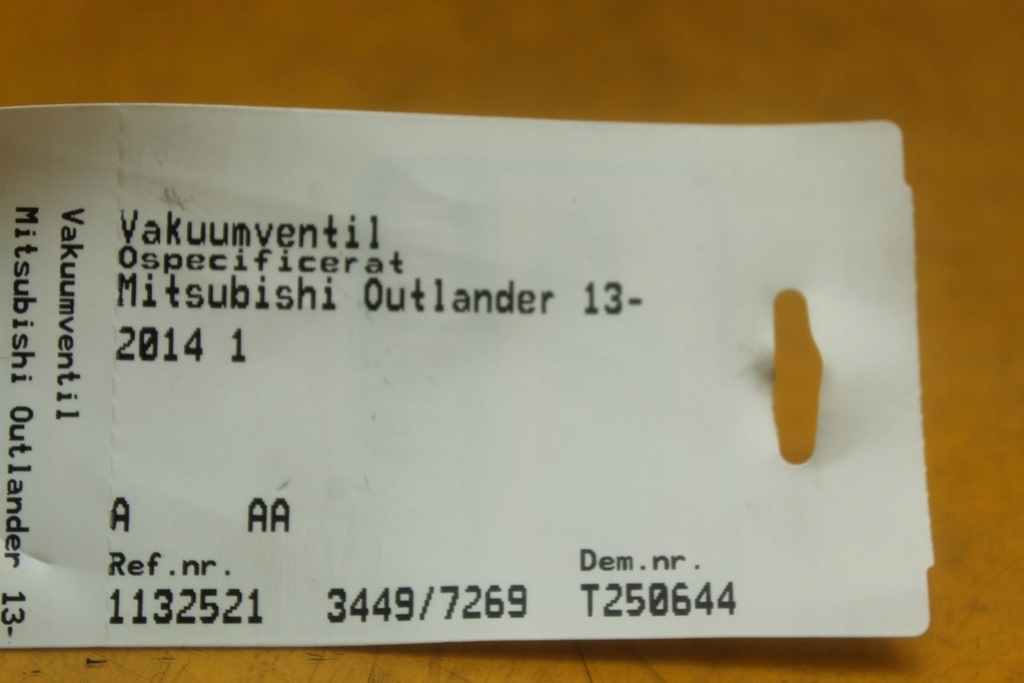 Vakuumventil
Mitsubishi Outlander 13-
Vakuumventil
Ospecificerat
Mitsubishi Outlander 13-
2014 1
A AA
Ref.nr. Dem.nr.
1132521 3449/7269 T250644